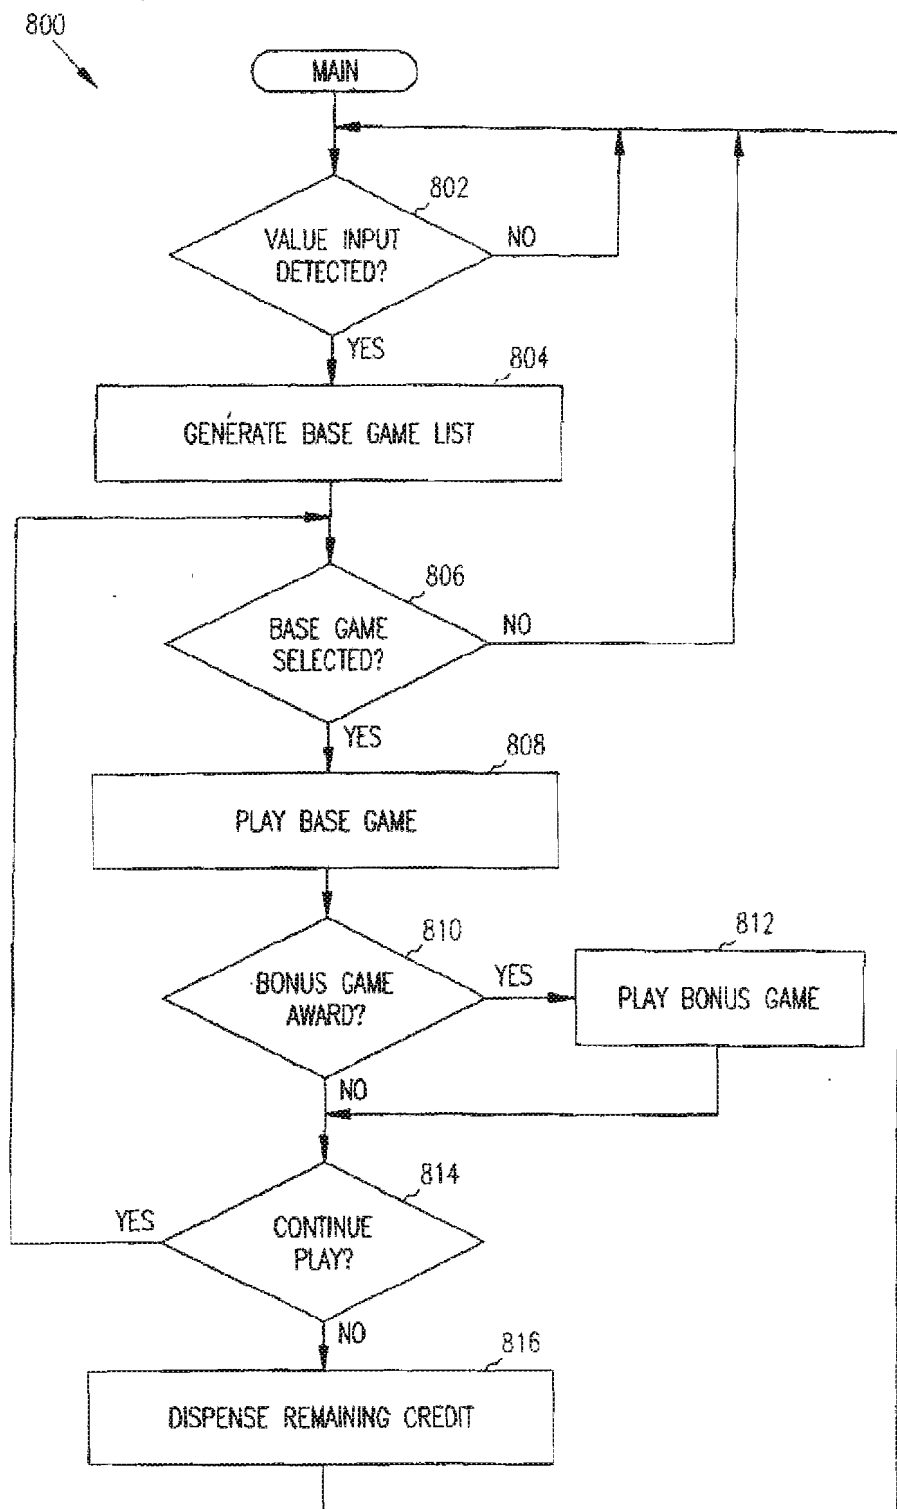 800
MAIN
802
VALUE INPUT
DETECTED?
NO
YES
804
GENERATE BASE GAME LIST
806
BASE GAME
SELECTED?
NO
YES
808
PLAY BASE GAME
810
BONUS GAME
AWARD?
YES
812
PLAY BONUS GAME
NO
814
CONTINUE
PLAY?
YES
NO
816
DISPENSE REMAINING CREDIT